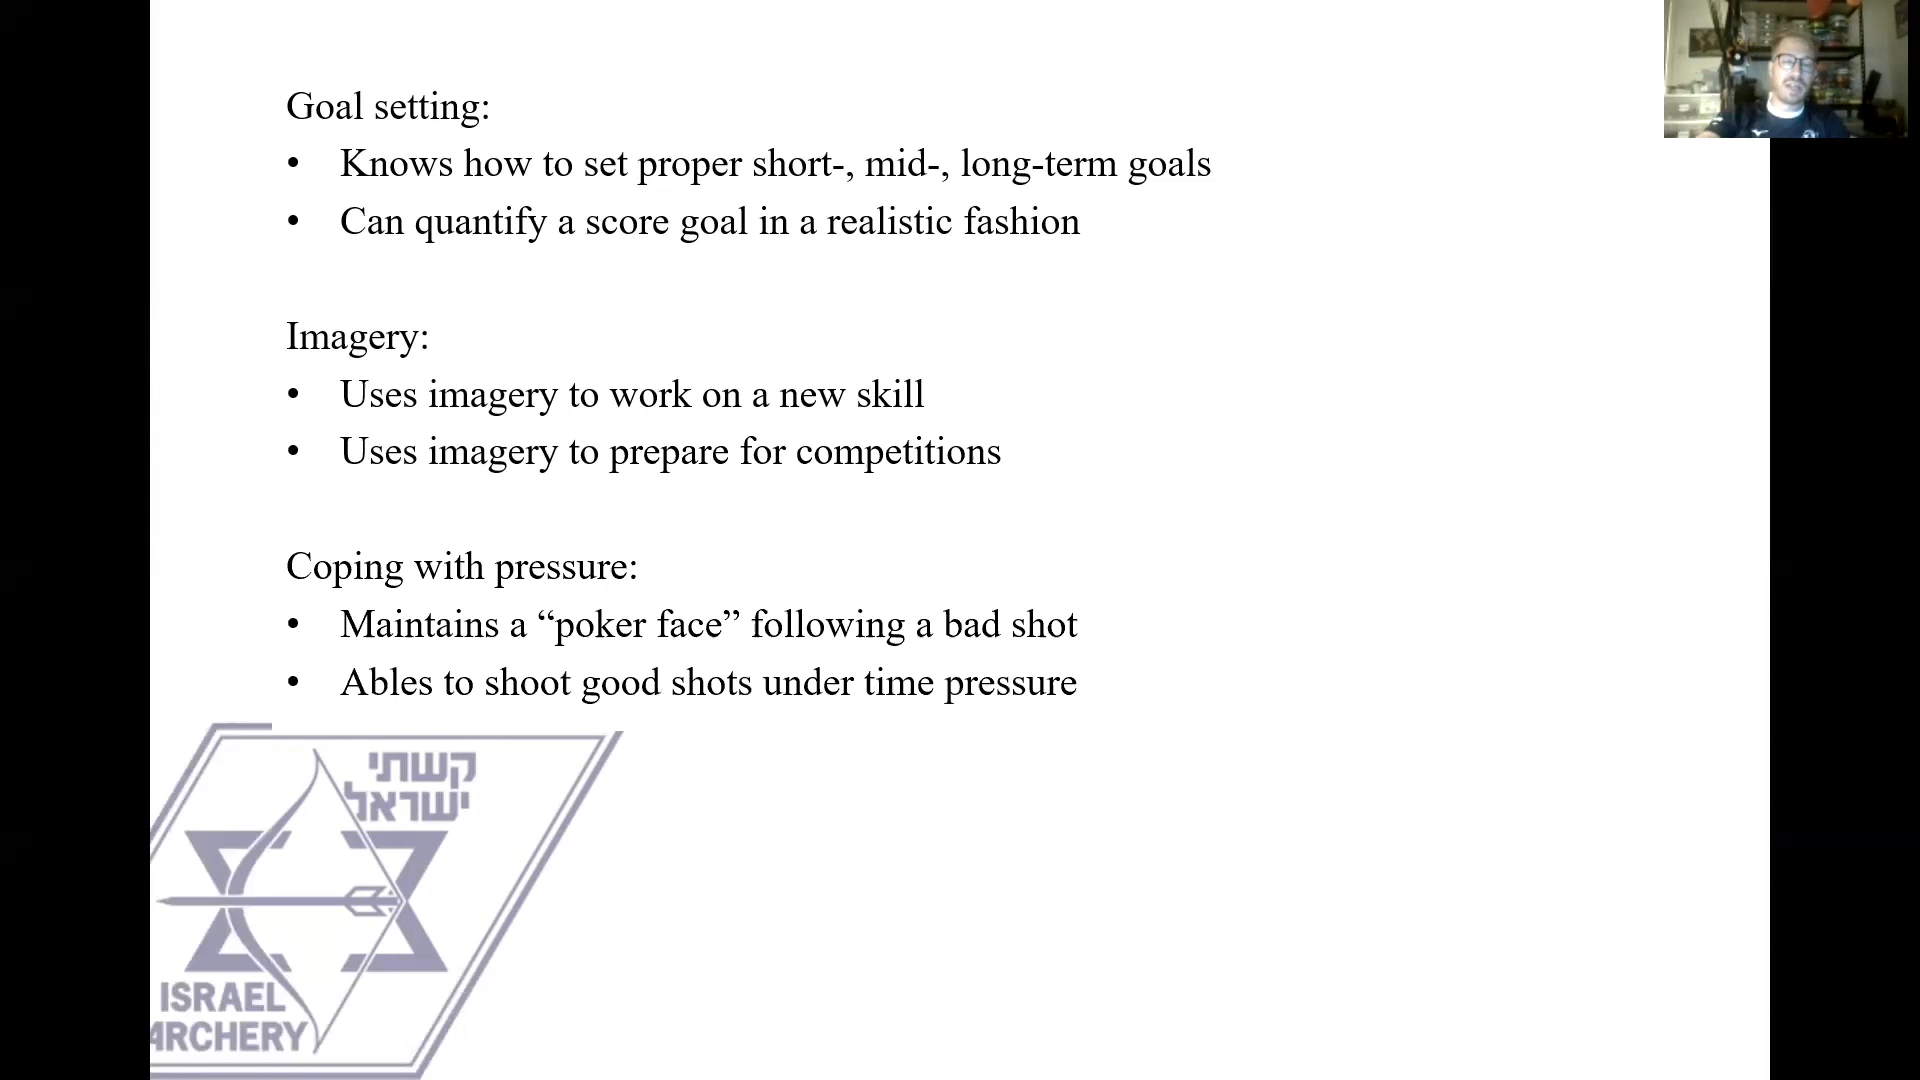 Goal setting:
• Knows how to set proper short-, mid-, long-term goals
• Can quantify a score goal in a realistic fashion
Imagery:
• Uses imagery to work on a new skill
• Uses imagery to prepare for competitions
Coping with pressure:
• Maintains a “poker face” following a bad shot
• Ables to shoot good shots under time pressure
קשתי
ישראל
ISRAEL
ARCHERY